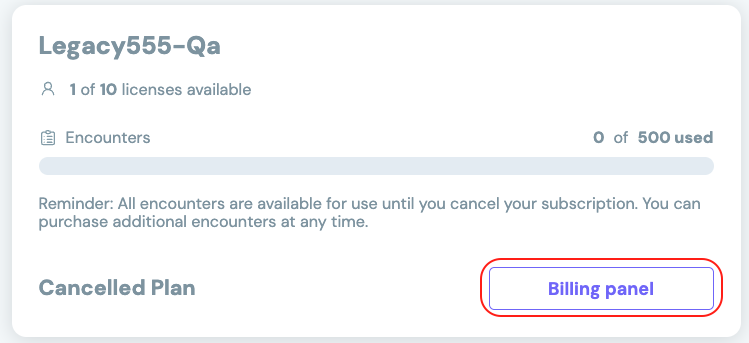 Legacy555-Qa
1 of 10 licenses available
Encounters 0 of 500 used
Reminder: All encounters are available for use until you cancel your subscription. You can
purchase additional encounters at any time.
Cancelled Plan Billing panel